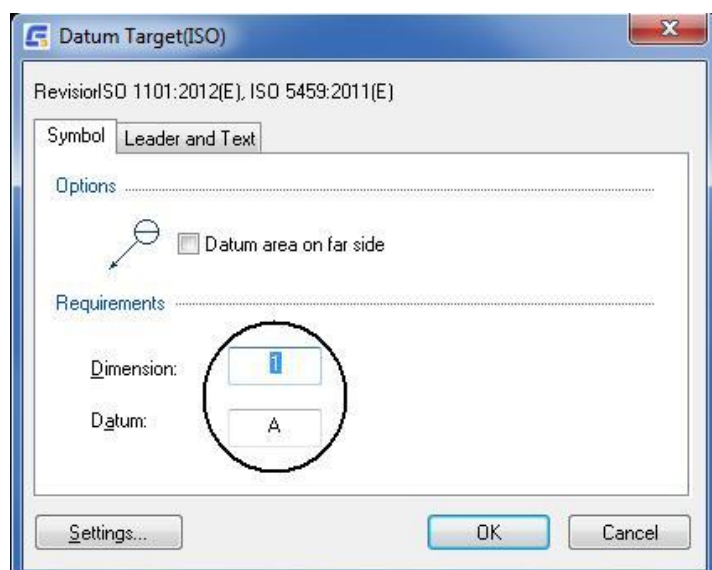 Datum Target(ISO)
RevisiorISO 1101:2012(E), ISO 5459:2011(E)
Symbol Leader and Text
Options
Datum area on far side
Requirements
Dimension: 1
Datum: A
Settings... OK Cancel